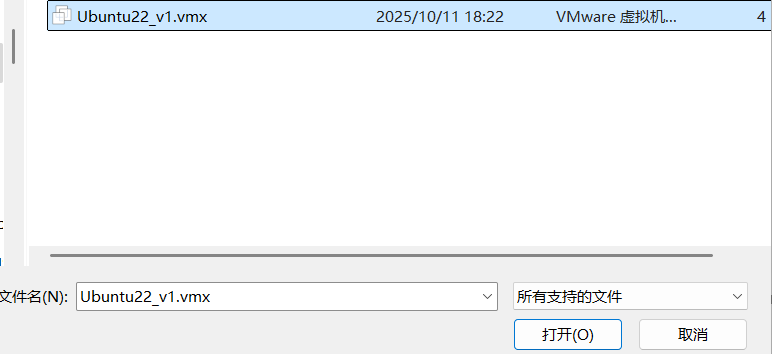 Ubuntu22_v1.vmx 2025/10/11 18:22 VMware 虚拟机... 4
文件名(N): Ubuntu22_v1.vmx 所有支持的文件
打开(O) 取消